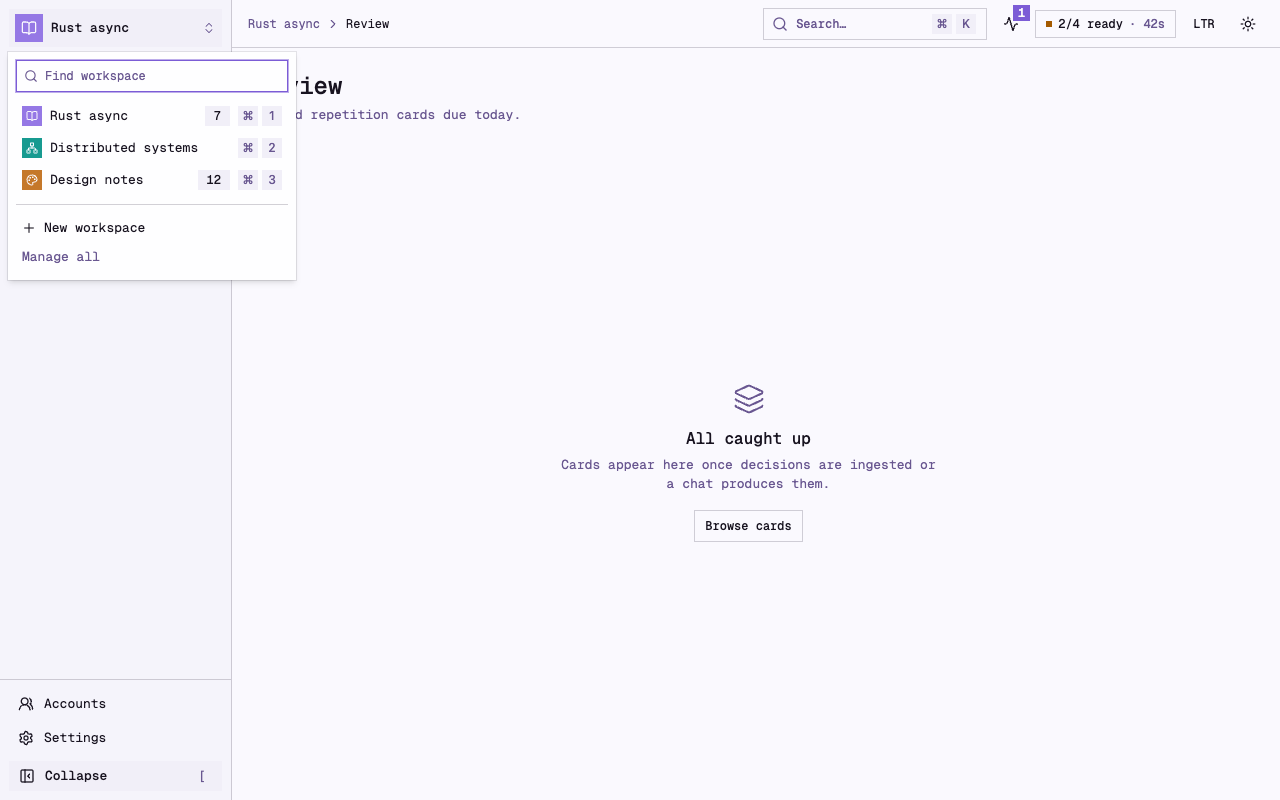 Rust async
Rust async > Review
Search… ⌘ K
1
2/4 ready · 42s
LTR
Find workspace
Rust async 7 ⌘ 1
Distributed systems ⌘ 2
Design notes 12 ⌘ 3
New workspace
Manage all
repetition cards due today.
All caught up
Cards appear here once decisions are ingested or
a chat produces them.
Browse cards
Accounts
Settings
Collapse [